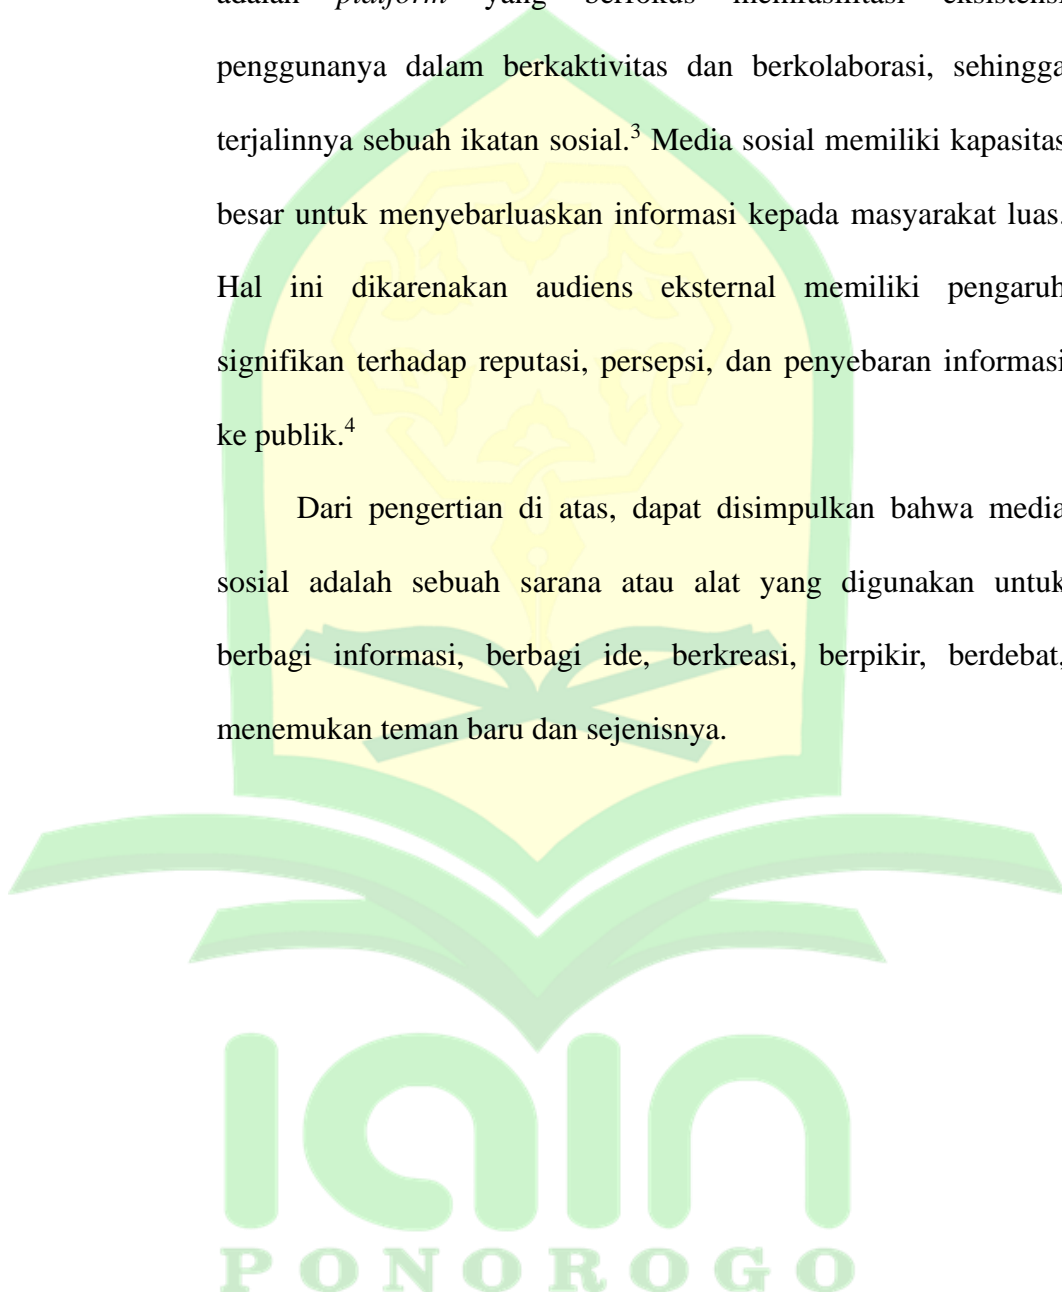 adalah platform yang berfokus memfasilitasi eksistensi
penggunanya dalam berkaktivitas dan berkolaborasi, sehingga
terjalinnya sebuah ikatan sosial.³ Media sosial memiliki kapasitas
besar untuk menyebarluaskan informasi kepada masyarakat luas.
Hal ini dikarenakan audiens eksternal memiliki pengaruh
signifikan terhadap reputasi, persepsi, dan penyebaran informasi
ke publik.⁴
Dari pengertian di atas, dapat disimpulkan bahwa media
sosial adalah sebuah sarana atau alat yang digunakan untuk
berbagi informasi, berbagi ide, berkreasi, berpikir, berdebat,
menemukan teman baru dan sejenisnya.
iain
PONOROGO